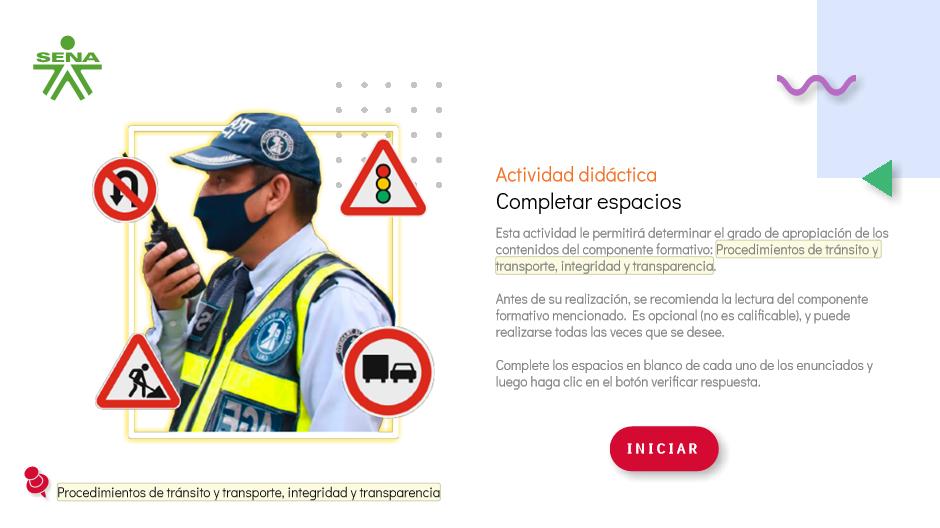 SENA
Actividad didáctica
Completar espacios
Esta actividad le permitirá determinar el grado de apropiación de los
contenidos del componente formativo: Procedimientos de tránsito y
transporte, integridad y transparencia.
Antes de su realización, se recomienda la lectura del componente
formativo mencionado. Es opcional (no es calificable), y puede
realizarse todas las veces que se desee.
Complete los espacios en blanco de cada uno de los enunciados y
luego haga clic en el botón verificar respuesta.
INICIAR
Procedimientos de tránsito y transporte, integridad y transparencia